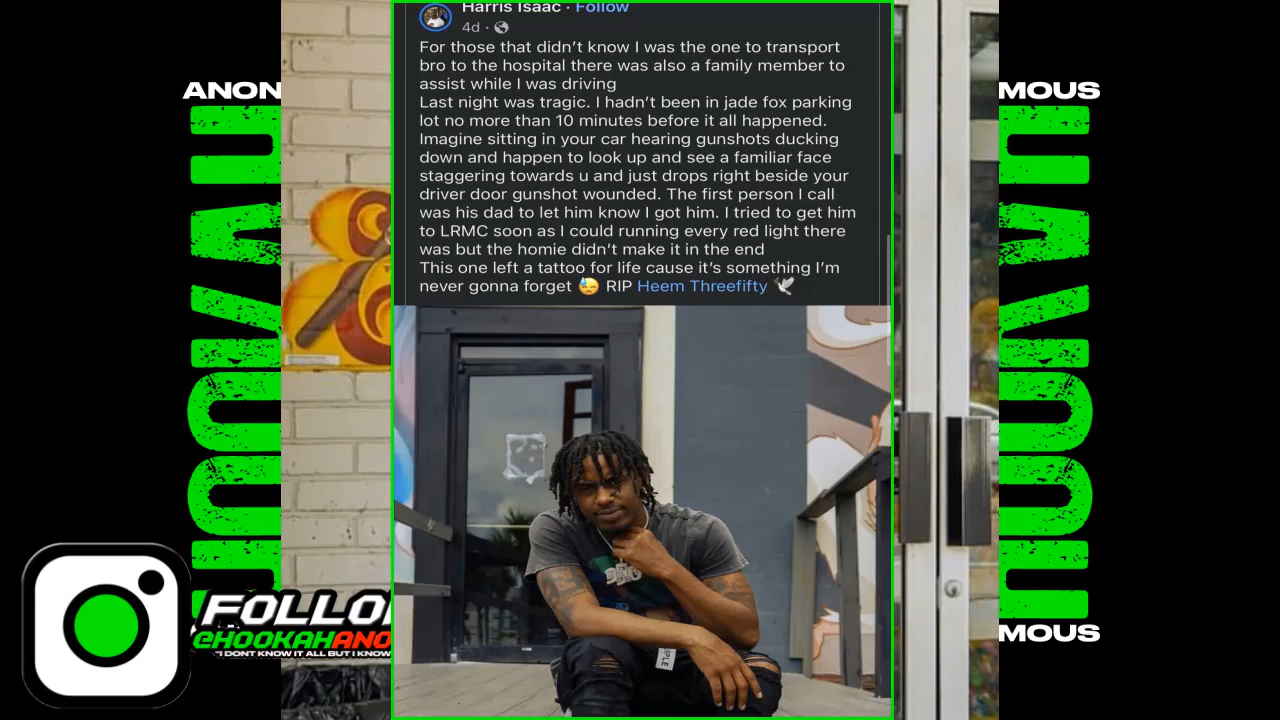 Harris Isaac · Follow
4d ·
For those that didn’t know I was the one to transport
bro to the hospital there was also a family member to
assist while I was driving
Last night was tragic. I hadn’t been in jade fox parking
lot no more than 10 minutes before it all happened.
Imagine sitting in your car hearing gunshots ducking
down and happen to look up and see a familiar face
staggering towards u and just drops right beside your
driver door gunshot wounded. The first person I call
was his dad to let him know I got him. I tried to get him
to LRMC soon as I could running every red light there
was but the homie didn’t make it in the end
This one left a tattoo for life cause it’s something I’m
never gonna forget 😓 RIP Heem Threefifty 🕊
ANON
MOUS
MOUS
FOLLO
@HOOKAHANO
"I DONT KNOW IT ALL BUT I KNOW